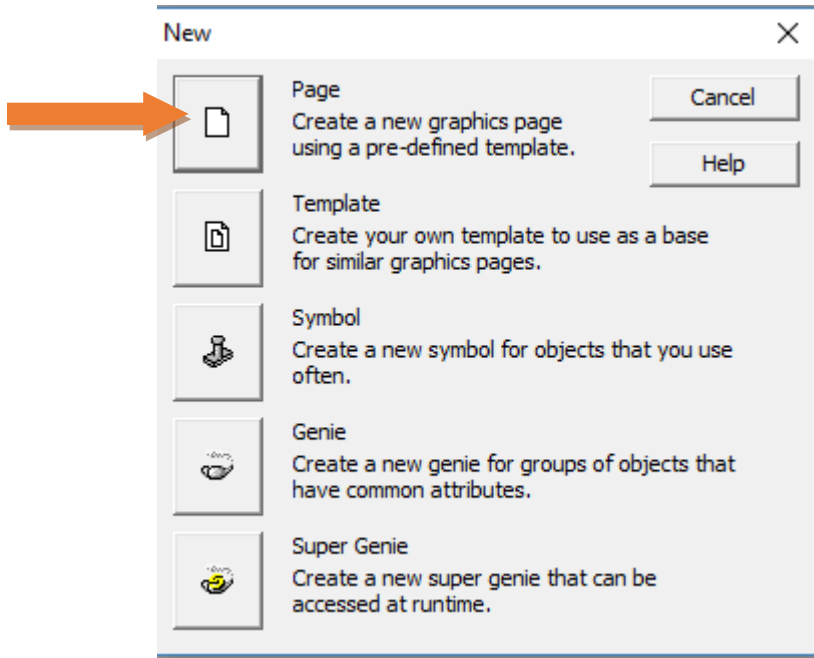 New
Page
Create a new graphics page
using a pre-defined template.
Cancel
Help
Template
Create your own template to use as a base
for similar graphics pages.
Symbol
Create a new symbol for objects that you use
often.
Genie
Create a new genie for groups of objects that
have common attributes.
Super Genie
Create a new super genie that can be
accessed at runtime.